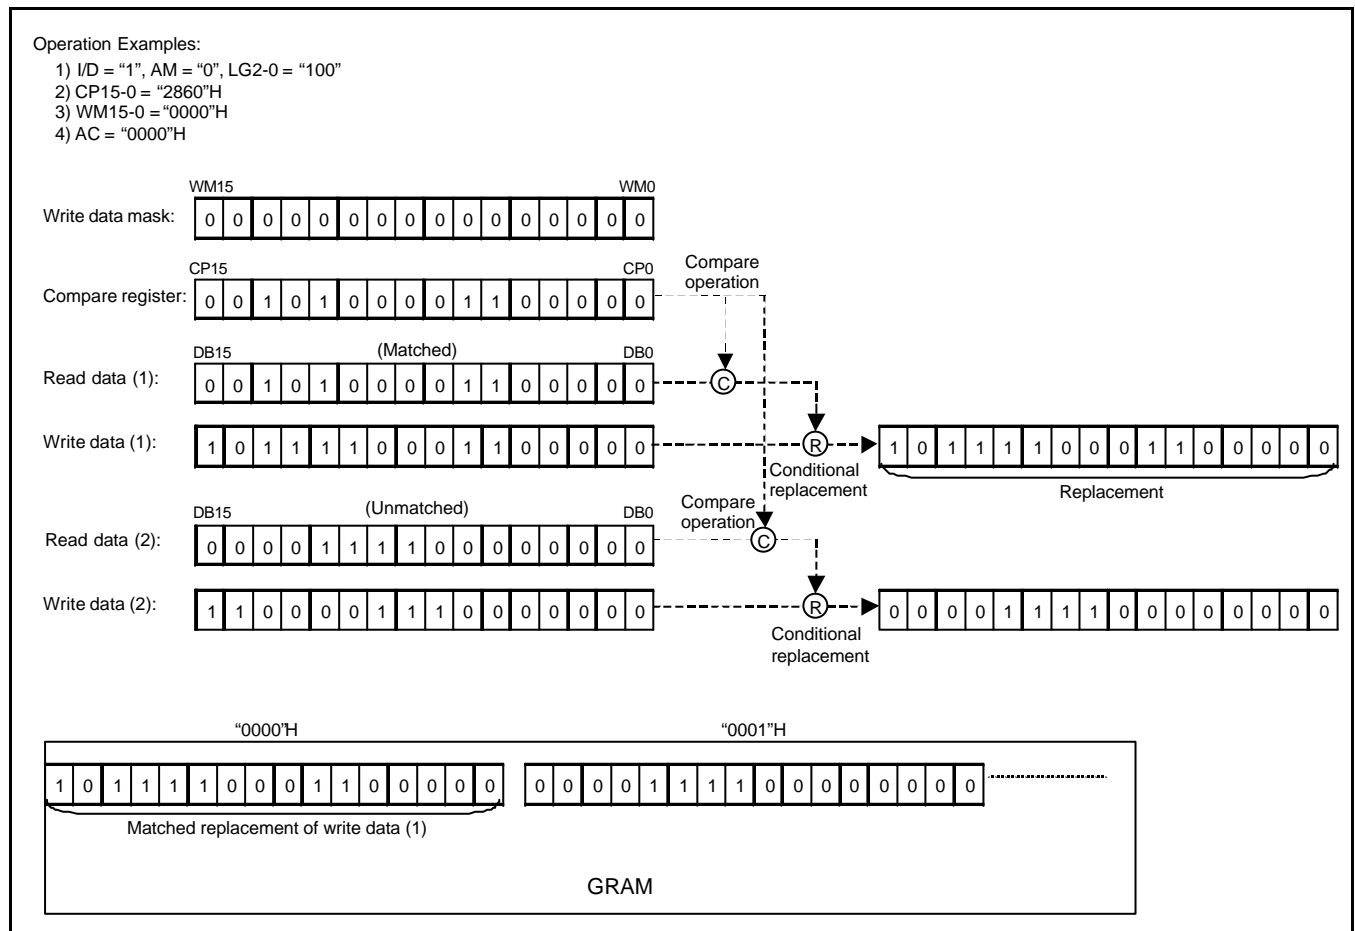 Operation Examples:
1) I/D = “1”, AM = “0”, LG2-0 = “100”
2) CP15-0 = “2860”H
3) WM15-0 = “0000”H
4) AC = “0000”H
WM15 WM0
Write data mask: 0 0 0 0 0 0 0 0 0 0 0 0 0 0 0 0
CP15 CP0
Compare operation
Compare register: 0 0 1 0 1 0 0 0 0 1 1 0 0 0 0 0
DB15 (Matched) DB0
Read data (1): 0 0 1 0 1 0 0 0 0 1 1 0 0 0 0 0 C
Write data (1): 1 0 1 1 1 1 0 0 0 1 1 0 0 0 0 0 R 1 0 1 1 1 1 0 0 0 1 1 0 0 0 0 0
Conditional replacement
Replacement
DB15 (Unmatched) DB0
Compare operation
Read data (2): 0 0 0 0 1 1 1 1 0 0 0 0 0 0 0 0 C
Write data (2): 1 1 0 0 0 0 1 1 1 0 0 0 0 0 0 0 R 0 0 0 0 1 1 1 1 0 0 0 0 0 0 0 0
Conditional replacement
“0000”H “0001”H
1 0 1 1 1 1 0 0 0 1 1 0 0 0 0 0 0 0 0 0 1 1 1 1 0 0 0 0 0 0 0 0
Matched replacement of write data (1)
GRAM